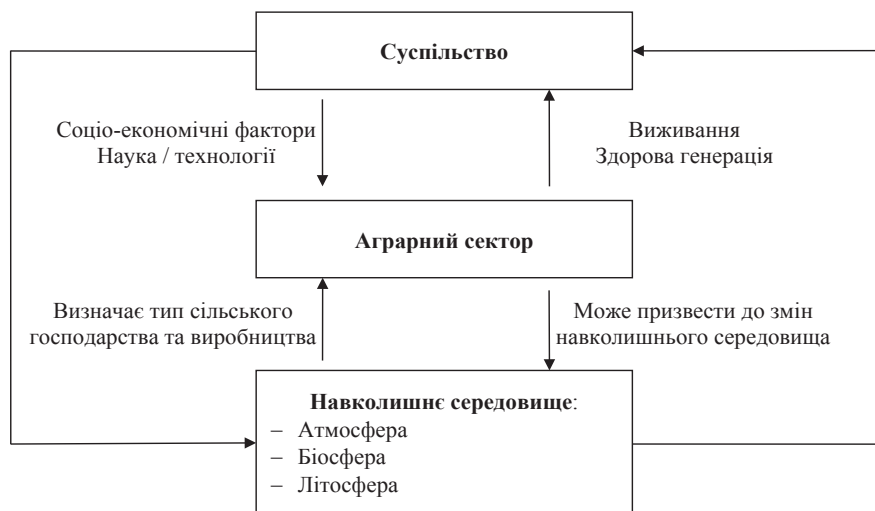 Суспільство
Соціо-економічні фактори
Наука / технології
Виживання
Здорова генерація
Аграрний сектор
Визначає тип сільського
господарства та виробництва
Може призвести до змін
навколишнього середовища
Навколишнє середовище:
– Атмосфера
– Біосфера
– Літосфера